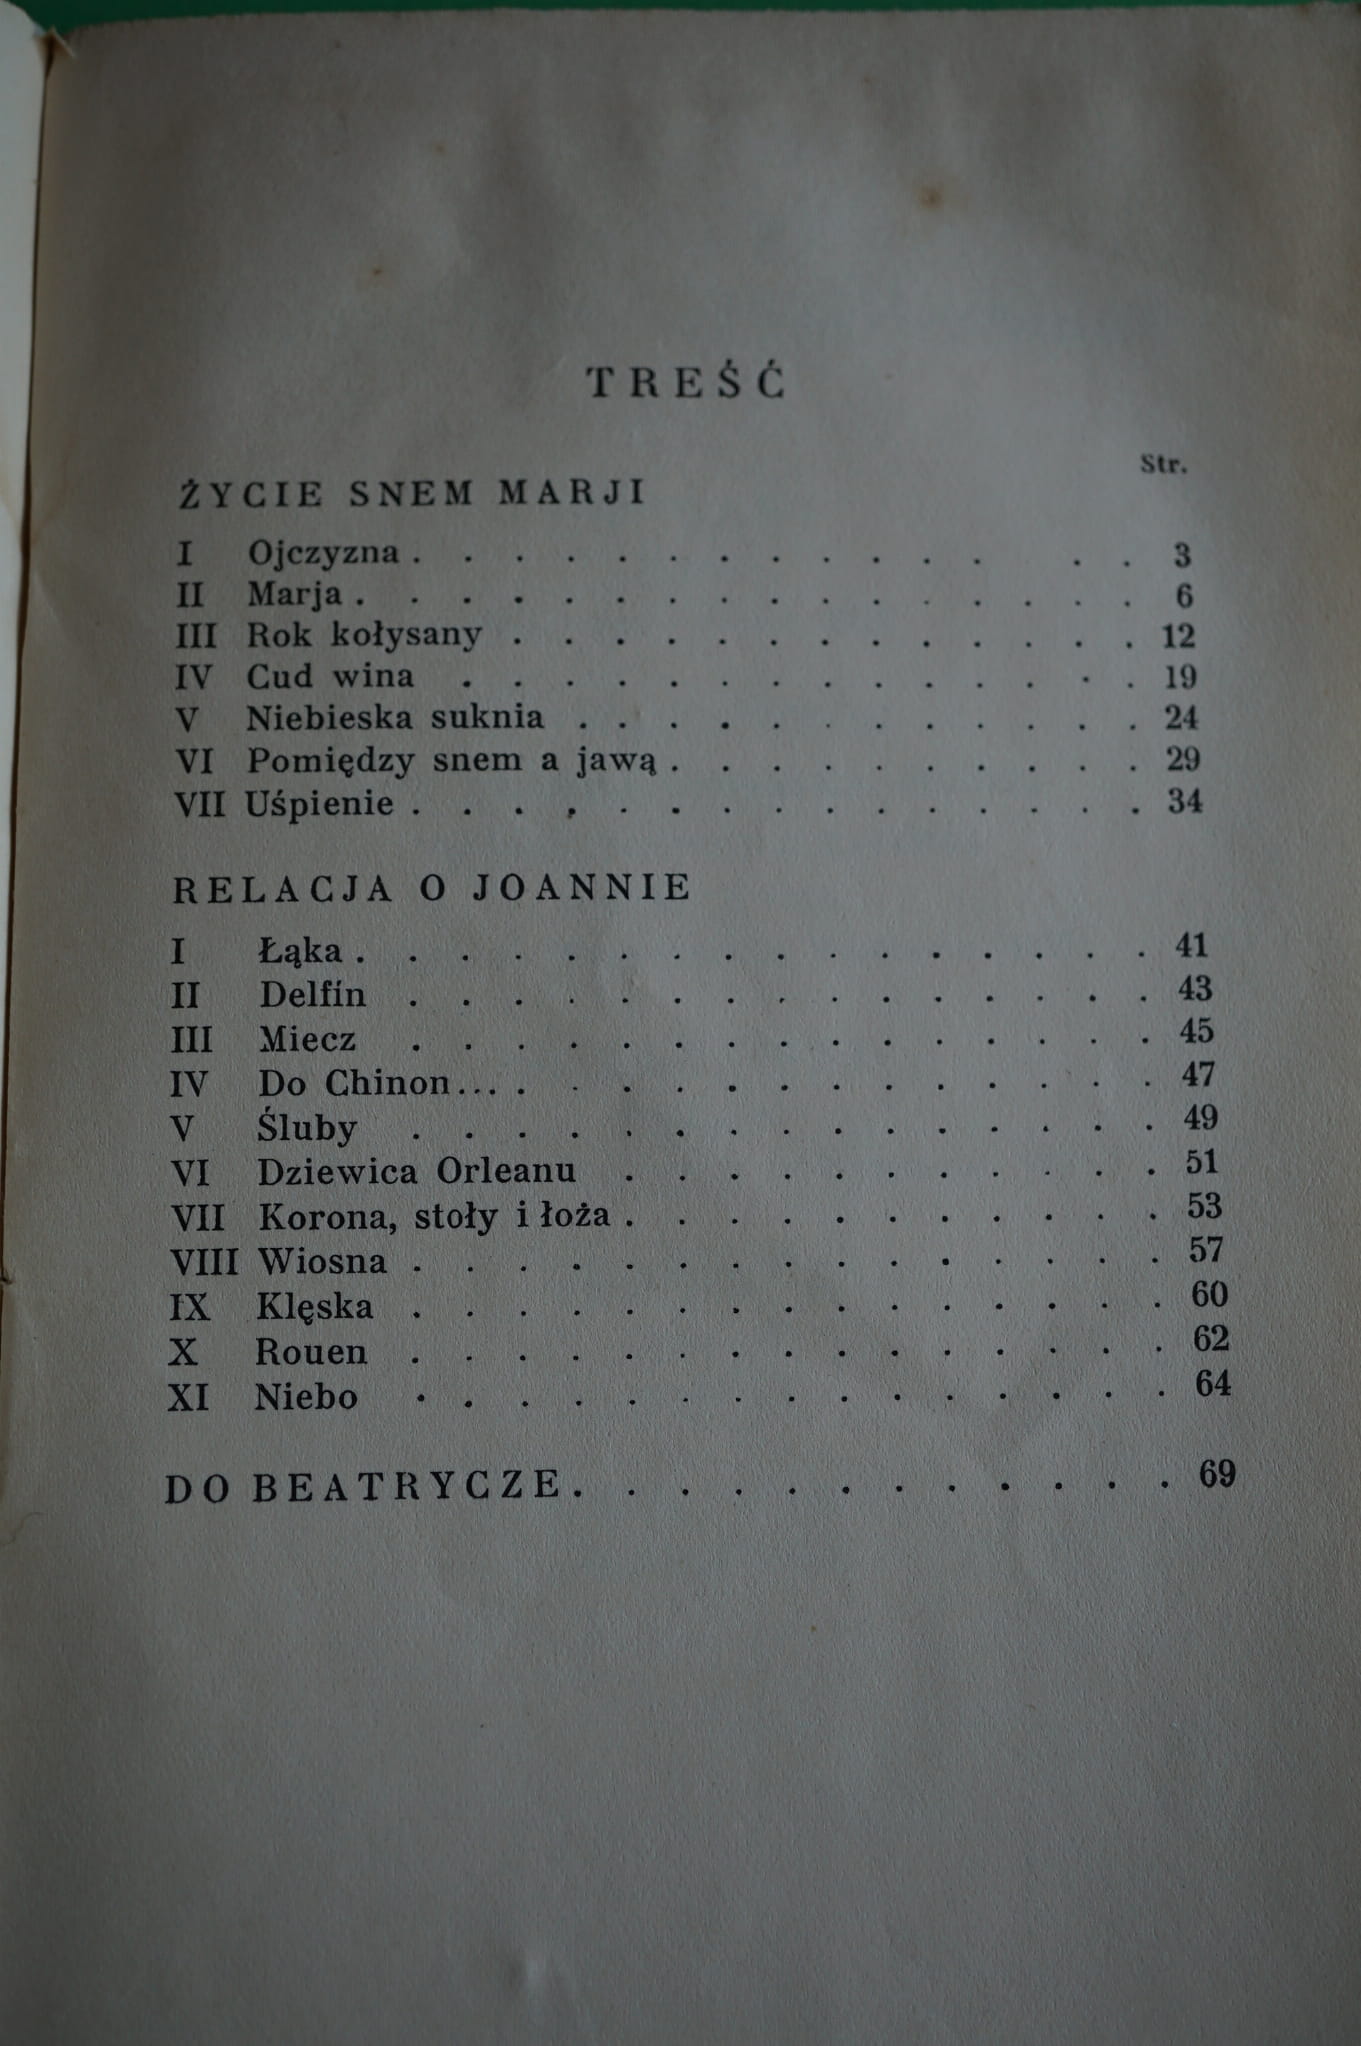 TREŚĆ
Str.
ŻYCIE SNEM MARJI
I Ojczyzna . . . . . . . . . . . . . . 3
II Marja . . . . . . . . . . . . . . . . 6
III Rok kołysany . . . . . . . . . . . . . 12
IV Cud wina . . . . . . . . . . . . . . 19
V Niebieska suknia . . . . . . . . . . . . 24
VI Pomiędzy snem a jawą . . . . . . . . . . 29
VII Uśpienie . . . . . . . . . . . . . . . 34
RELACJA O JOANNIE
I Łąka . . . . . . . . . . . . . . . . 41
II Delfin . . . . . . . . . . . . . . . 43
III Miecz . . . . . . . . . . . . . . . 45
IV Do Chinon... . . . . . . . . . . . . . . 47
V Śluby . . . . . . . . . . . . . . . 49
VI Dziewica Orleanu . . . . . . . . . . . 51
VII Korona, stoły i łoża . . . . . . . . . . . 53
VIII Wiosna . . . . . . . . . . . . . . . 57
IX Klęska . . . . . . . . . . . . . . . 60
X Rouen . . . . . . . . . . . . . . . 62
XI Niebo . . . . . . . . . . . . . . . 64
DO BEATRYCZE . . . . . . . . . . . . 69